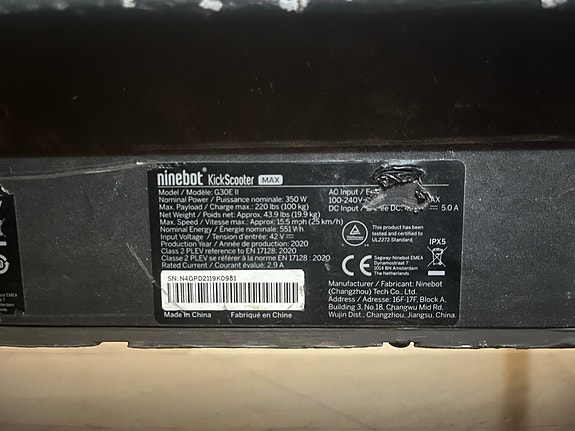 ninebot® KickScooter MAX
Model / Modèle: G30E II
Nominal Power / Puissance nominale: 350 W
Max. Payload / Charge max.: 220 lbs (100 kg)
Net Weight / Poids net: Approx. 43.9 lbs (19.9 kg)
Max. Speed / Vitesse max.: Approx. 15.5 mph (25 km/h)
Nominal Energy / Énergie nominale: 551 Wh
Input Voltage / Tension d'entrée: 42 V
Production Year / Année de production: 2020
Class 2 PLEV reference to EN 17128 : 2020
Classe 2 PLEV se référer à la norme EN 17128 : 2020
Rated Current / Courant évalué: 2.9 A
SN: N4GPD2119K0981
Made in China Fabriqué en Chine
AC Input /
100-240V
DC Input / DC 5.0 A
This product has been
tested and certified to
UL2272 Standard.
IPX5
CE
Segway Ninebot EMEA
Dynamostraat 7
1014 BN Amsterdam
The Netherlands
Manufacturer / Fabricant: Ninebot
(Changzhou) Tech Co., Ltd.
Address / Adresse: 16F-17F, Block A,
Building 3, No.18, Changwu Mid Rd,
Wujin Dist., Changzhou, Jiangsu, China.